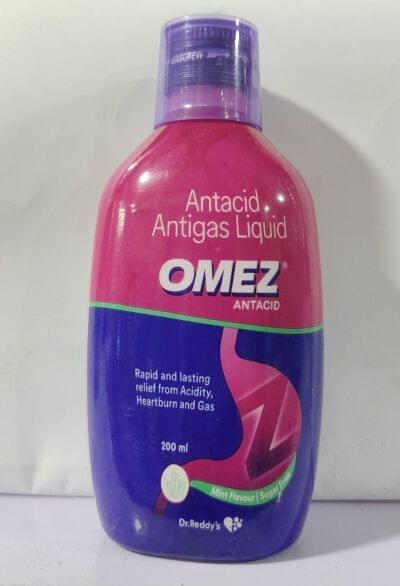 UNSCREW
Antacid
Antigas Liquid
OMEZ®
ANTACID
Rapid and lasting
relief from Acidity,
Heartburn and Gas
200 ml
Mint Flavour | Sugar Free
Dr.Reddy's